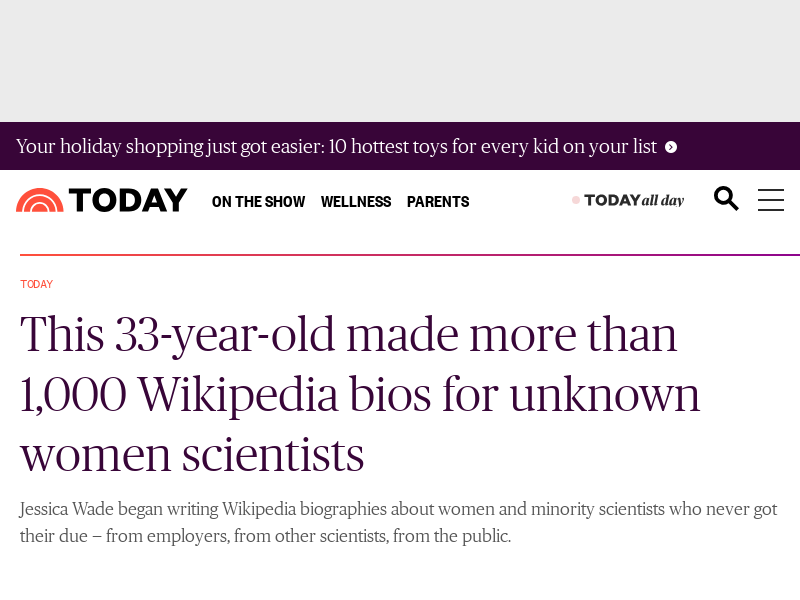 Your holiday shopping just got easier: 10 hottest toys for every kid on your list
TODAY ON THE SHOW WELLNESS PARENTS TODAY all day
TODAY
This 33-year-old made more than
1,000 Wikipedia bios for unknown
women scientists
Jessica Wade began writing Wikipedia biographies about women and minority scientists who never got
their due — from employers, from other scientists, from the public.